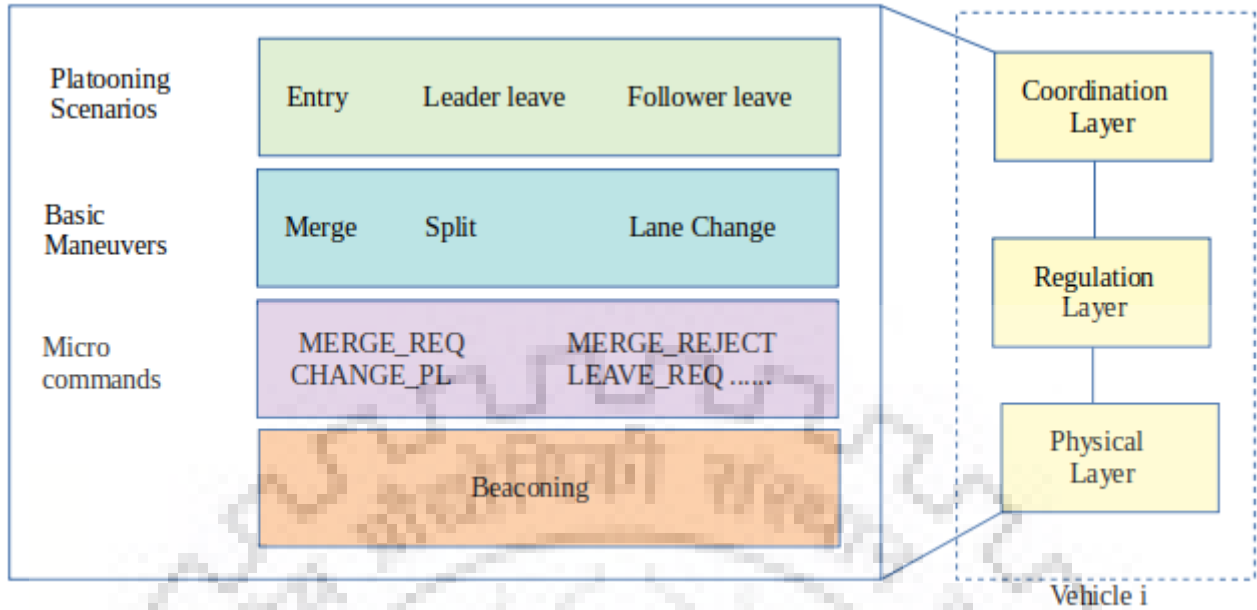 Platooning
Scenarios
Entry Leader leave Follower leave
Basic
Maneuvers
Merge Split Lane Change
Micro
commands
MERGE_REQ MERGE_REJECT
CHANGE_PL LEAVE_REQ ......
Beaconing
Coordination
Layer
Regulation
Layer
Physical
Layer
Vehicle i